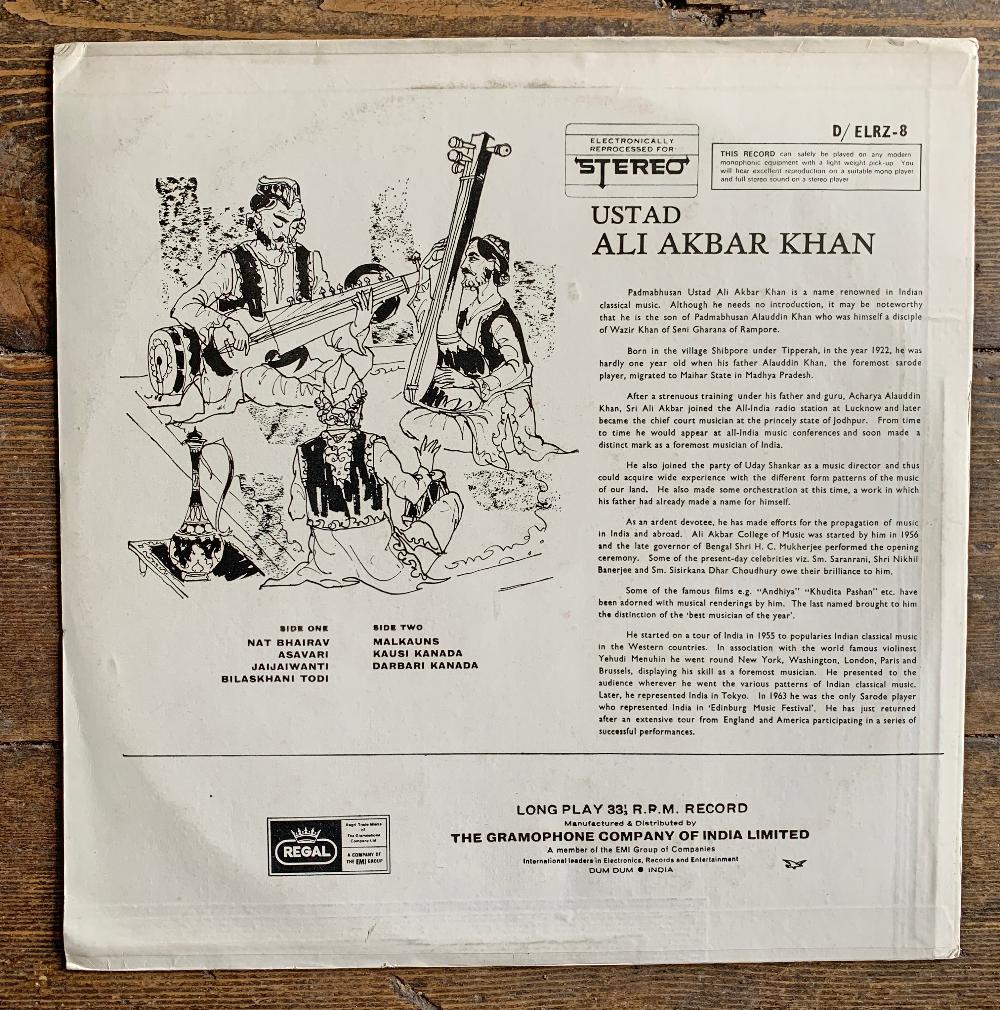 D/ ELRZ-8
ELECTRONICALLY
REPROCESSED FOR
STEREO
THIS RECORD can safely be played on any modern
monophonic equipment with a light weight pick-up You
will hear excellent reproduction on a suitable mono player
and full stereo sound on a stereo player
USTAD
ALI AKBAR KHAN
Padmabhusan Ustad Ali Akbar Khan is a name renowned in Indian
classical music. Although he needs no introduction, it may be noteworthy
that he is the son of Padmabhusan Alauddin Khan who was himself a disciple
of Wazir Khan of Seni Gharana of Rampore.
Born in the village Shibpore under Tipperah, in the year 1922, he was
hardly one year old when his father Alauddin Khan, the foremost sarode
player, migrated to Maihar State in Madhya Pradesh.
After a strenuous training under his father and guru, Acharya Alauddin
Khan, Sri Ali Akbar joined the All-India radio station at Lucknow and later
became the chief court musician at the princely state of Jodhpur. From time
to time he would appear at all-India music conferences and soon made a
distinct mark as a foremost musician of India.
He also joined the party of Uday Shankar as a music director and thus
could acquire wide experience with the different form patterns of the music
of our land. He also made some orchestration at this time, a work in which
his father had already made a name for himself.
As an ardent devotee, he has made efforts for the propagation of music
in India and abroad. Ali Akbar College of Music was started by him in 1956
and the late governor of Bengal Shri H. C. Mukherjee performed the opening
ceremony. Some of the present-day celebrities viz. Sm. Saranrani, Shri Nikhil
Banerjee and Sm. Sisirkana Dhar Choudhury owe their brilliance to him.
Some of the famous films e.g. "Andhiya" "Khudita Pashan" etc. have
been adorned with musical renderings by him. The last named brought to him
the distinction of the 'best musician of the year'.
He started on a tour of India in 1955 to popularies Indian classical music
in the Western countries. In association with the world famous violinest
Yehudi Menuhin he went round New York, Washington, London, Paris and
Brussels, displaying his skill as a foremost musician. He presented to the
audience wherever he went the various patterns of Indian classical music.
Later, he represented India in Tokyo. In 1963 he was the only Sarode player
who represented India in 'Edinburg Music Festival'. He has just returned
after an extensive tour from England and America participating in a series of
successful performances.
SIDE ONE
NAT BHAIRAV
ASAVARI
JAIJAIWANTI
BILASKHANI TODI
SIDE TWO
MALKAUNS
KAUSI KANADA
DARBARI KANADA
REGAL
Regal Trade Marks
of
The Gramophone
Company Ltd
A COMPANY OF
THE EMI GROUP
LONG PLAY 33⅓ R.P.M. RECORD
Manufactured & Distributed by
THE GRAMOPHONE COMPANY OF INDIA LIMITED
A member of the EMI Group of Companies
International leaders in Electronics, Records and Entertainment
DUM DUM ● INDIA